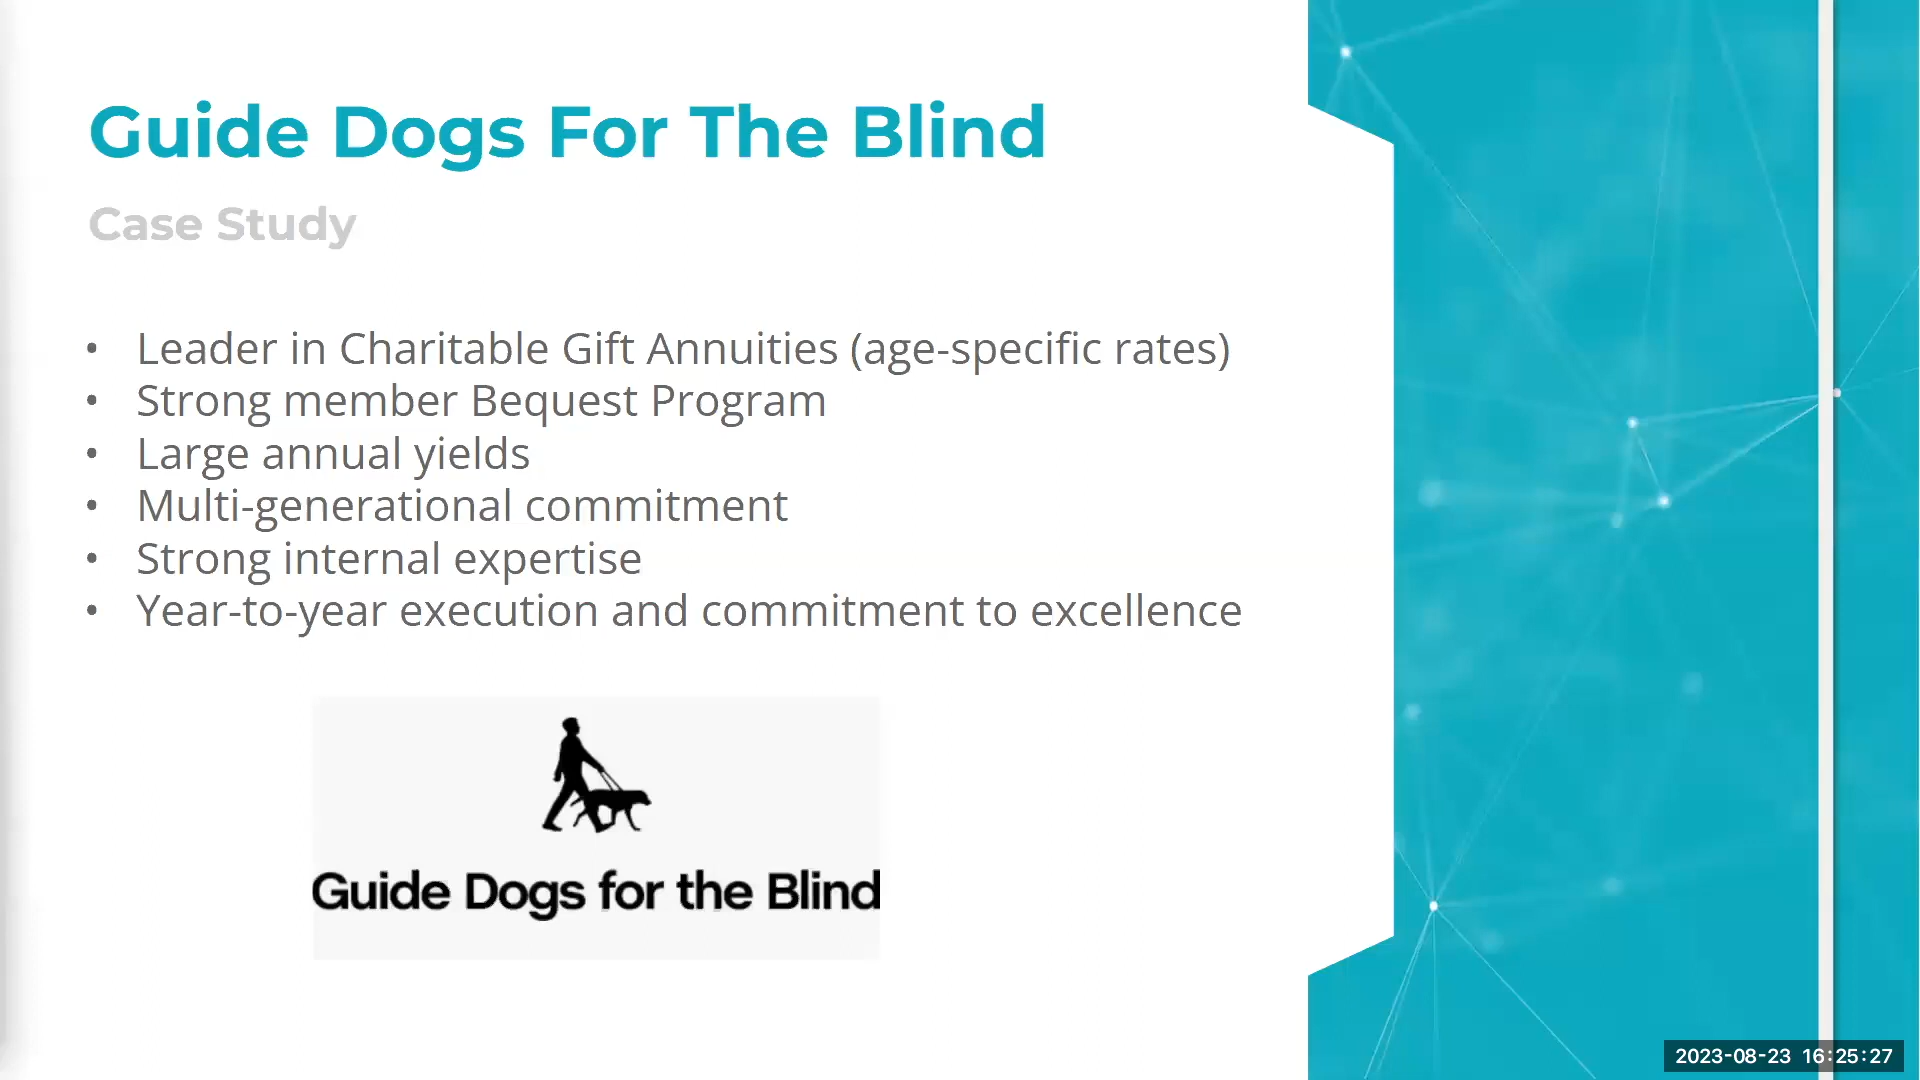 Guide Dogs For The Blind
Case Study
• Leader in Charitable Gift Annuities (age-specific rates)
• Strong member Bequest Program
• Large annual yields
• Multi-generational commitment
• Strong internal expertise
• Year-to-year execution and commitment to excellence
Guide Dogs for the Blind
2023-08-23 16:25:27